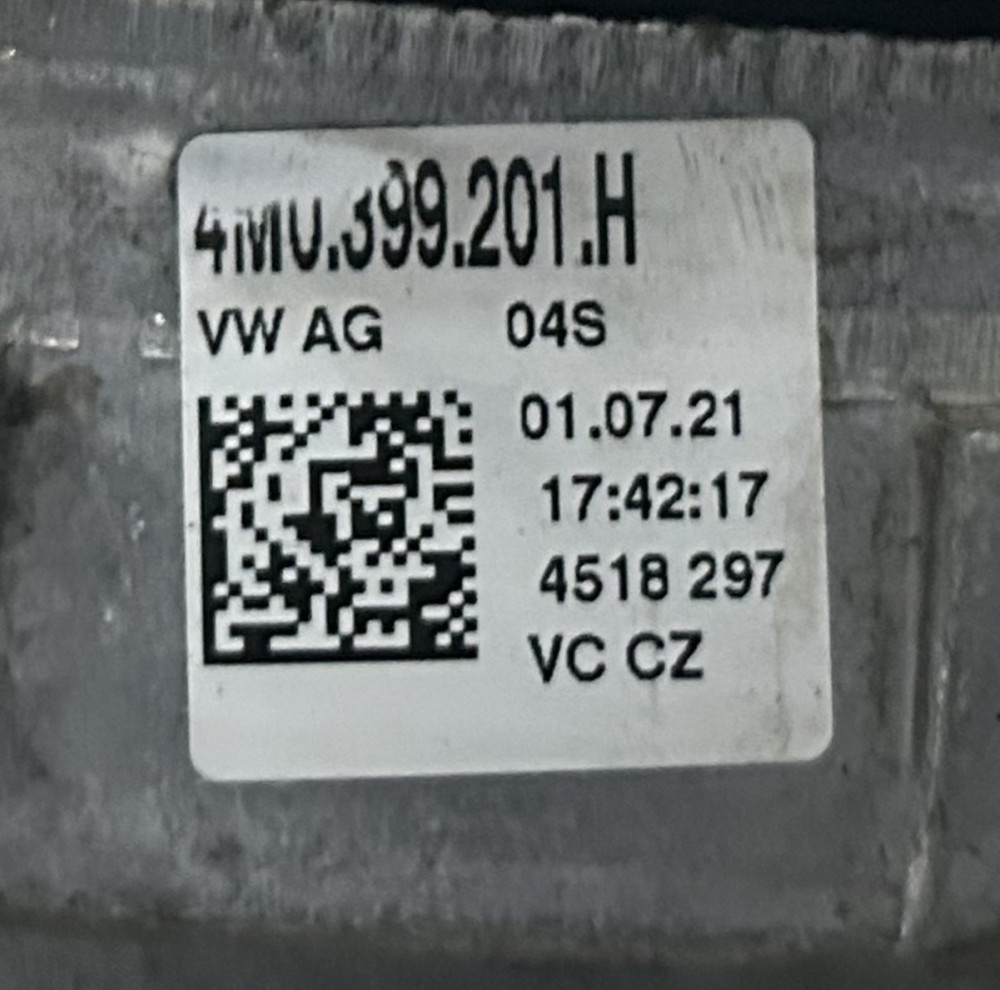 4M0.399.201.H
VW AG 04S
01.07.21
17:42:17
4518 297
VC CZ